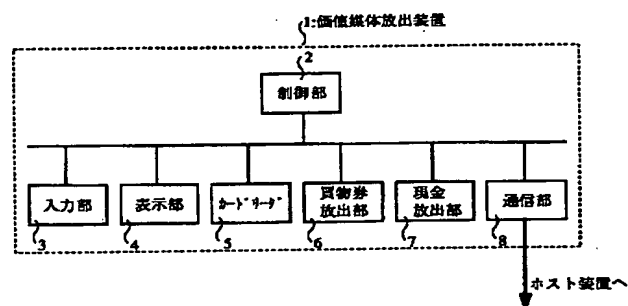 1:価値媒体放出装置
2
制御部
入力部
表示部
カードリーダ
買物券
放出部
現金
放出部
通信部
3
4
5
6
7
8
ホスト装置へ